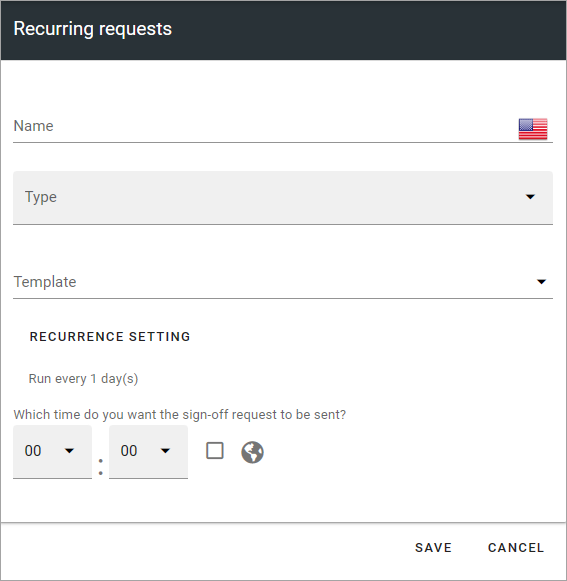 Recurring requests
Name
Type
Template
RECURRENCE SETTING
Run every 1 day(s)
Which time do you want the sign-off request to be sent?
00 : 00
SAVE CANCEL